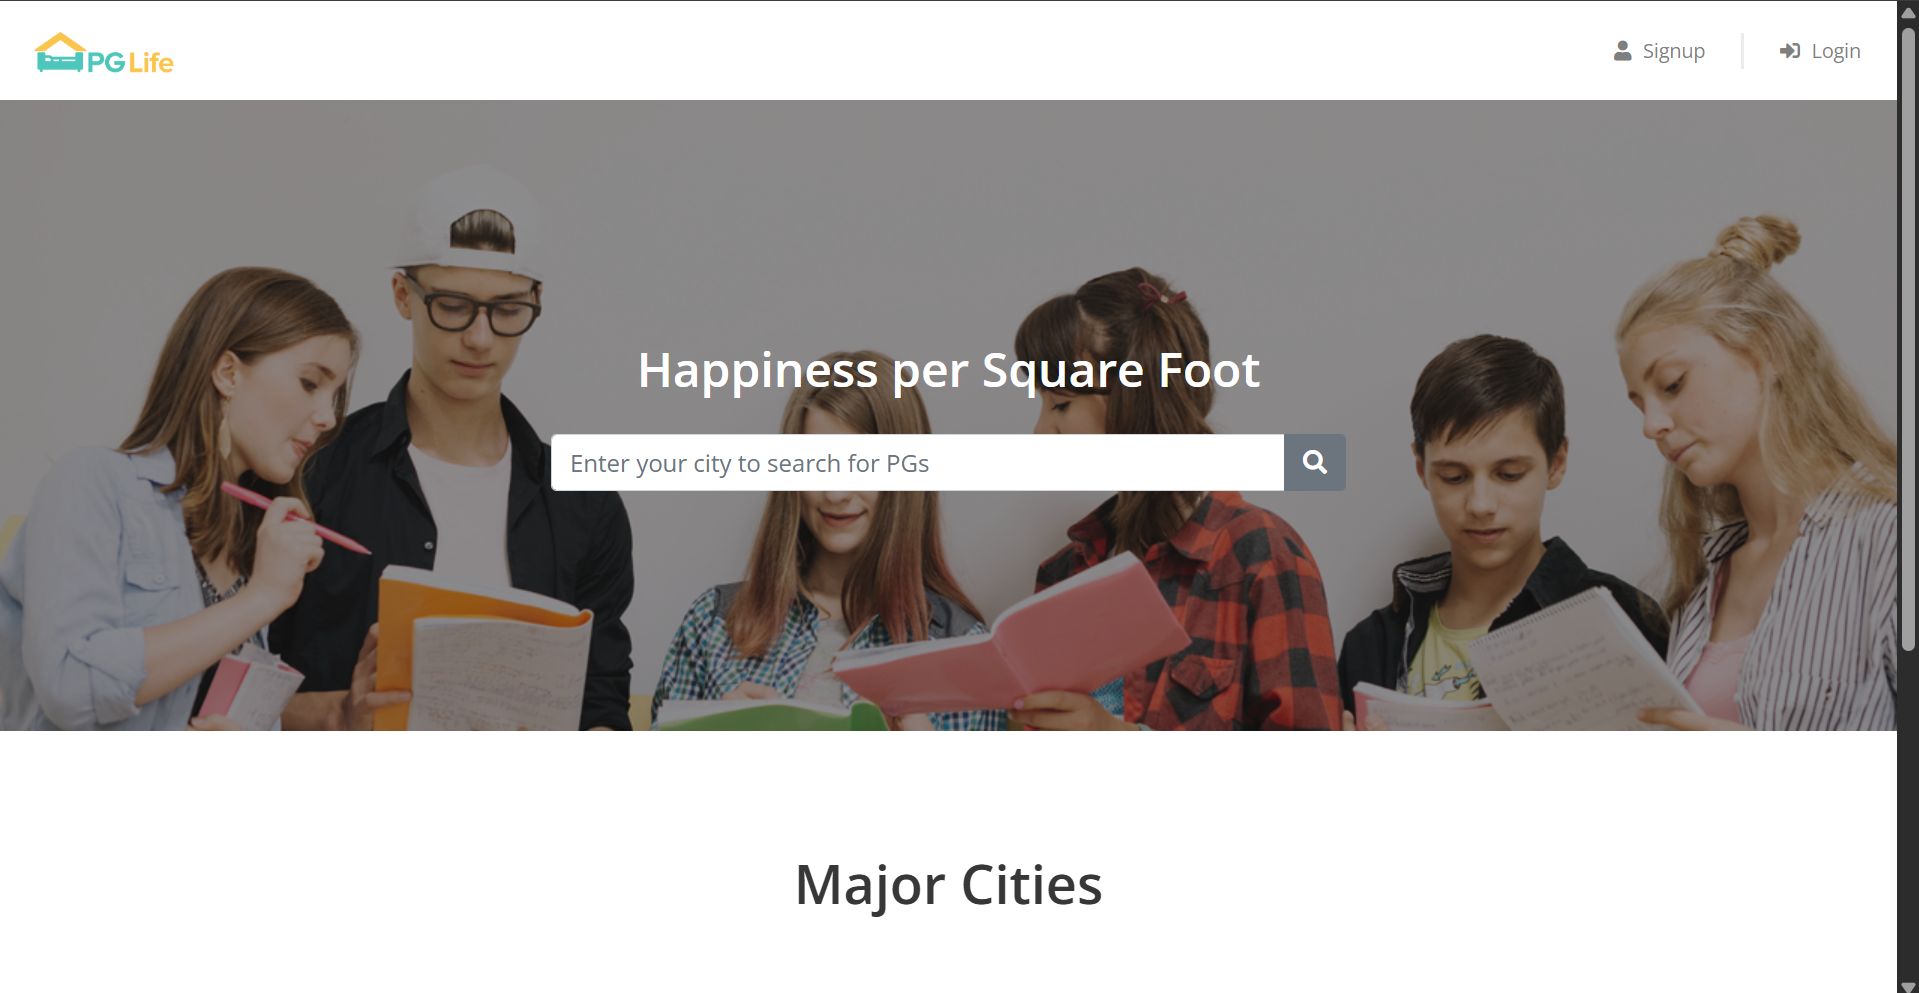 PG Life
Signup
Login
Happiness per Square Foot
Enter your city to search for PGs
Major Cities